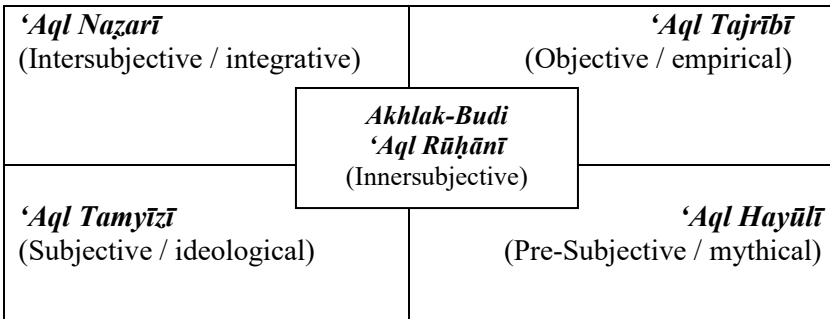 ‘Aql Naẓarī
(Intersubjective / integrative)
‘Aql Tajrībī
(Objective / empirical)
Akhlak-Budi
‘Aql Rūḥānī
(Innersubjective)
‘Aql Tamyīzī
(Subjective / ideological)
‘Aql Hayūlī
(Pre-Subjective / mythical)